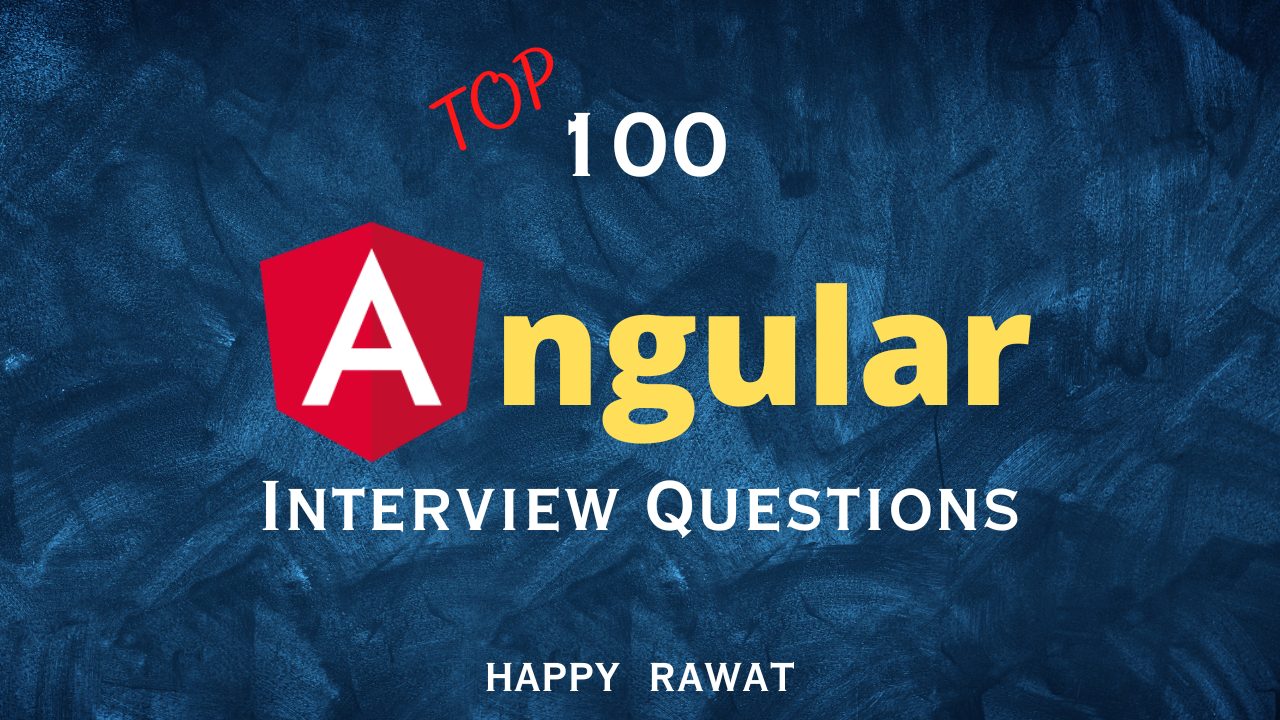 TOP
100
Angular
INTERVIEW QUESTIONS
HAPPY RAWAT